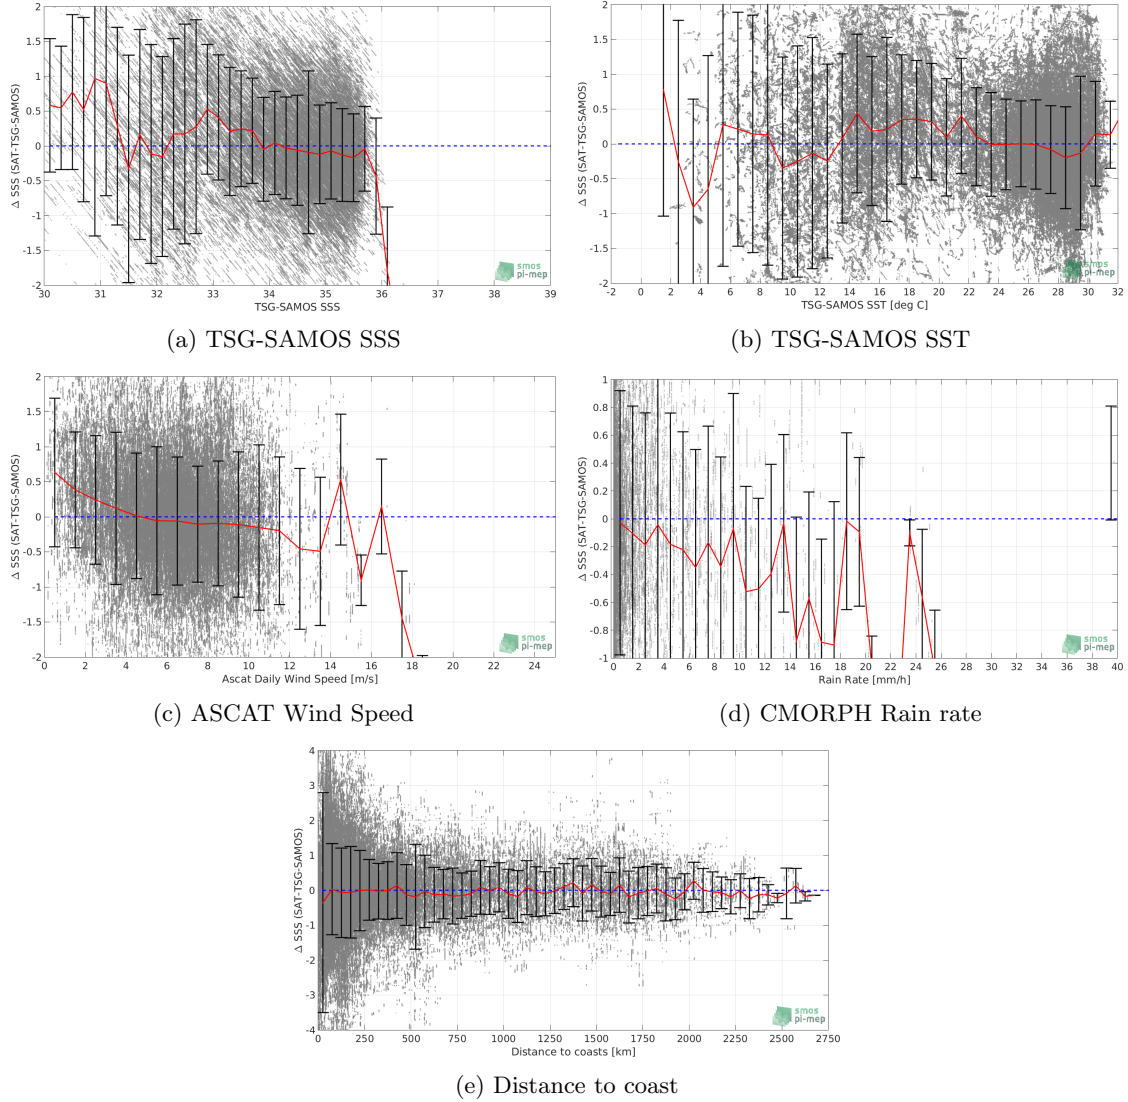 2
1.5
1
0.5
0
-0.5
-1
-1.5
-2
Δ SSS (SAT-TSG-SAMOS)
30 31 32 33 34 35 36 37 38 39
TSG-SAMOS SSS
smos
pi-mep
(a) TSG-SAMOS SSS
2
1.5
1
0.5
0
-0.5
-1
-1.5
-2
Δ SSS (SAT-TSG-SAMOS)
-2 0 2 4 6 8 10 12 14 16 18 20 22 24 26 28 30 32
TSG-SAMOS SST [deg C]
smos
pi-mep
(b) TSG-SAMOS SST
2
1.5
1
0.5
0
-0.5
-1
-1.5
-2
Δ SSS (SAT-TSG-SAMOS)
0 2 4 6 8 10 12 14 16 18 20 22 24
Ascat Daily Wind Speed [m/s]
smos
pi-mep
(c) ASCAT Wind Speed
1
0.8
0.6
0.4
0.2
0
-0.2
-0.4
-0.6
-0.8
-1
Δ SSS (SAT-TSG-SAMOS)
0 2 4 6 8 10 12 14 16 18 20 22 24 26 28 30 32 34 36 38 40
Rain Rate [mm/h]
smos
pi-mep
(d) CMORPH Rain rate
4
3
2
1
0
-1
-2
-3
-4
Δ SSS (SAT-TSG-SAMOS)
0 250 500 750 1000 1250 1500 1750 2000 2250 2500 2750
Distance to coasts [km]
smos
pi-mep
(e) Distance to coast